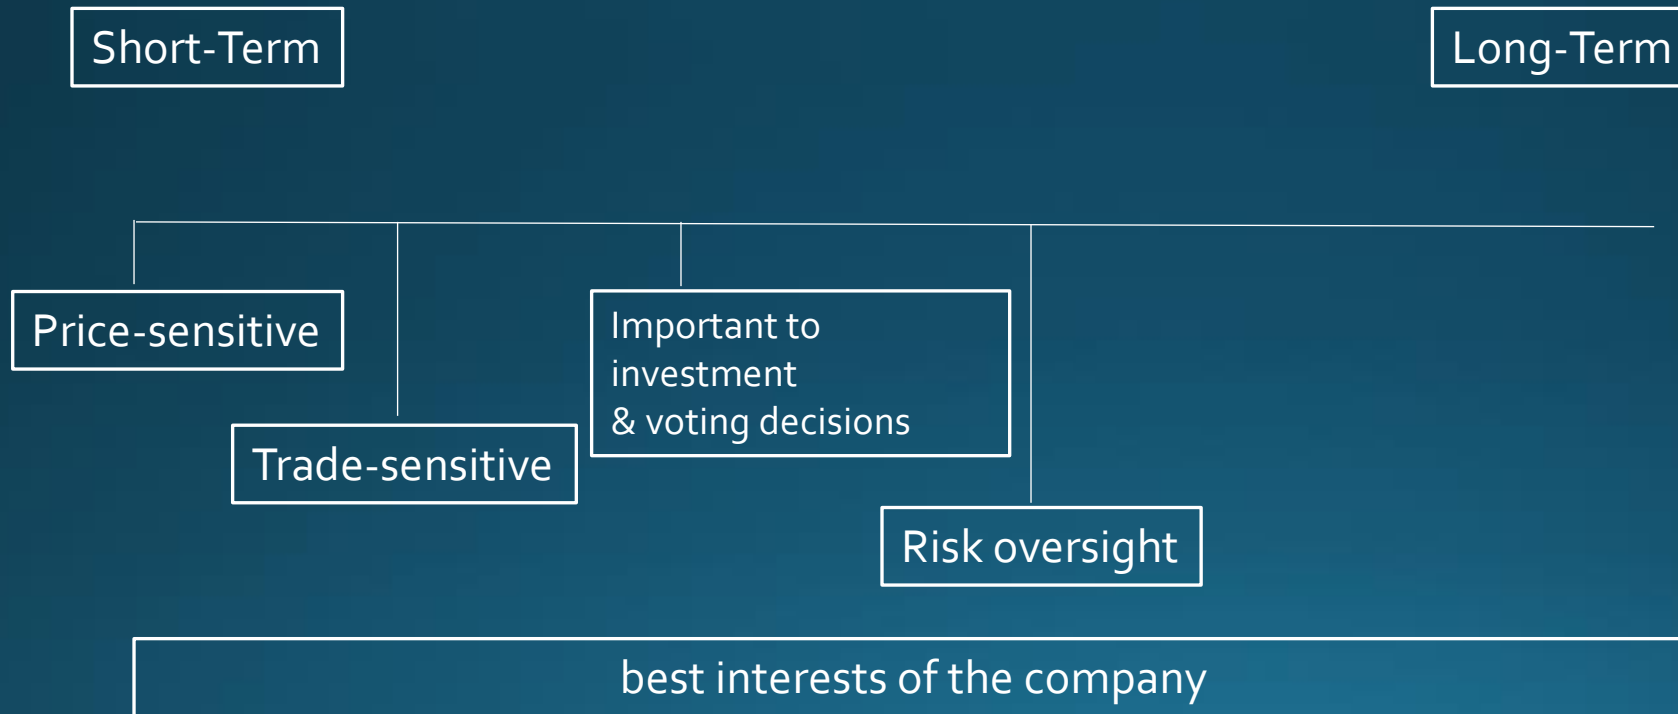 Short-Term
Long-Term
Price-sensitive
Important to
investment
& voting decisions
Trade-sensitive
Risk oversight
best interests of the company